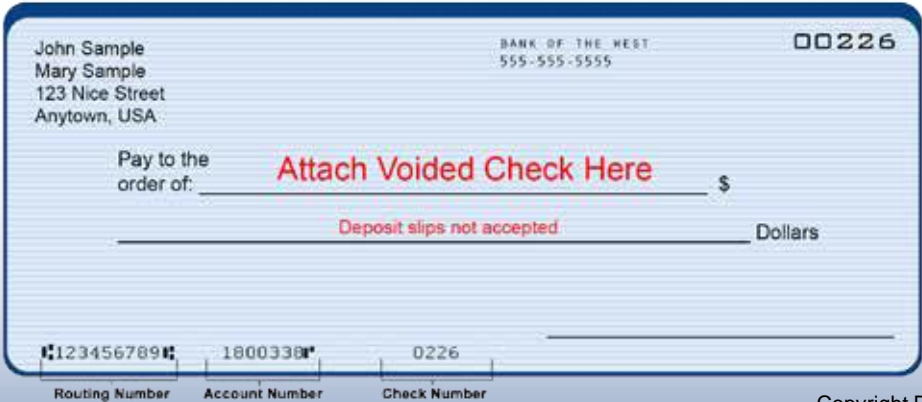 John Sample
Mary Sample
123 Nice Street
Anytown, USA
BANK OF THE WEST
555-555-5555
00226
Pay to the
order of: Attach Voided Check Here $
Deposit slips not accepted Dollars
⑆123456789⑆ 1800338⑈ 0226
Routing Number Account Number Check Number
Copyright